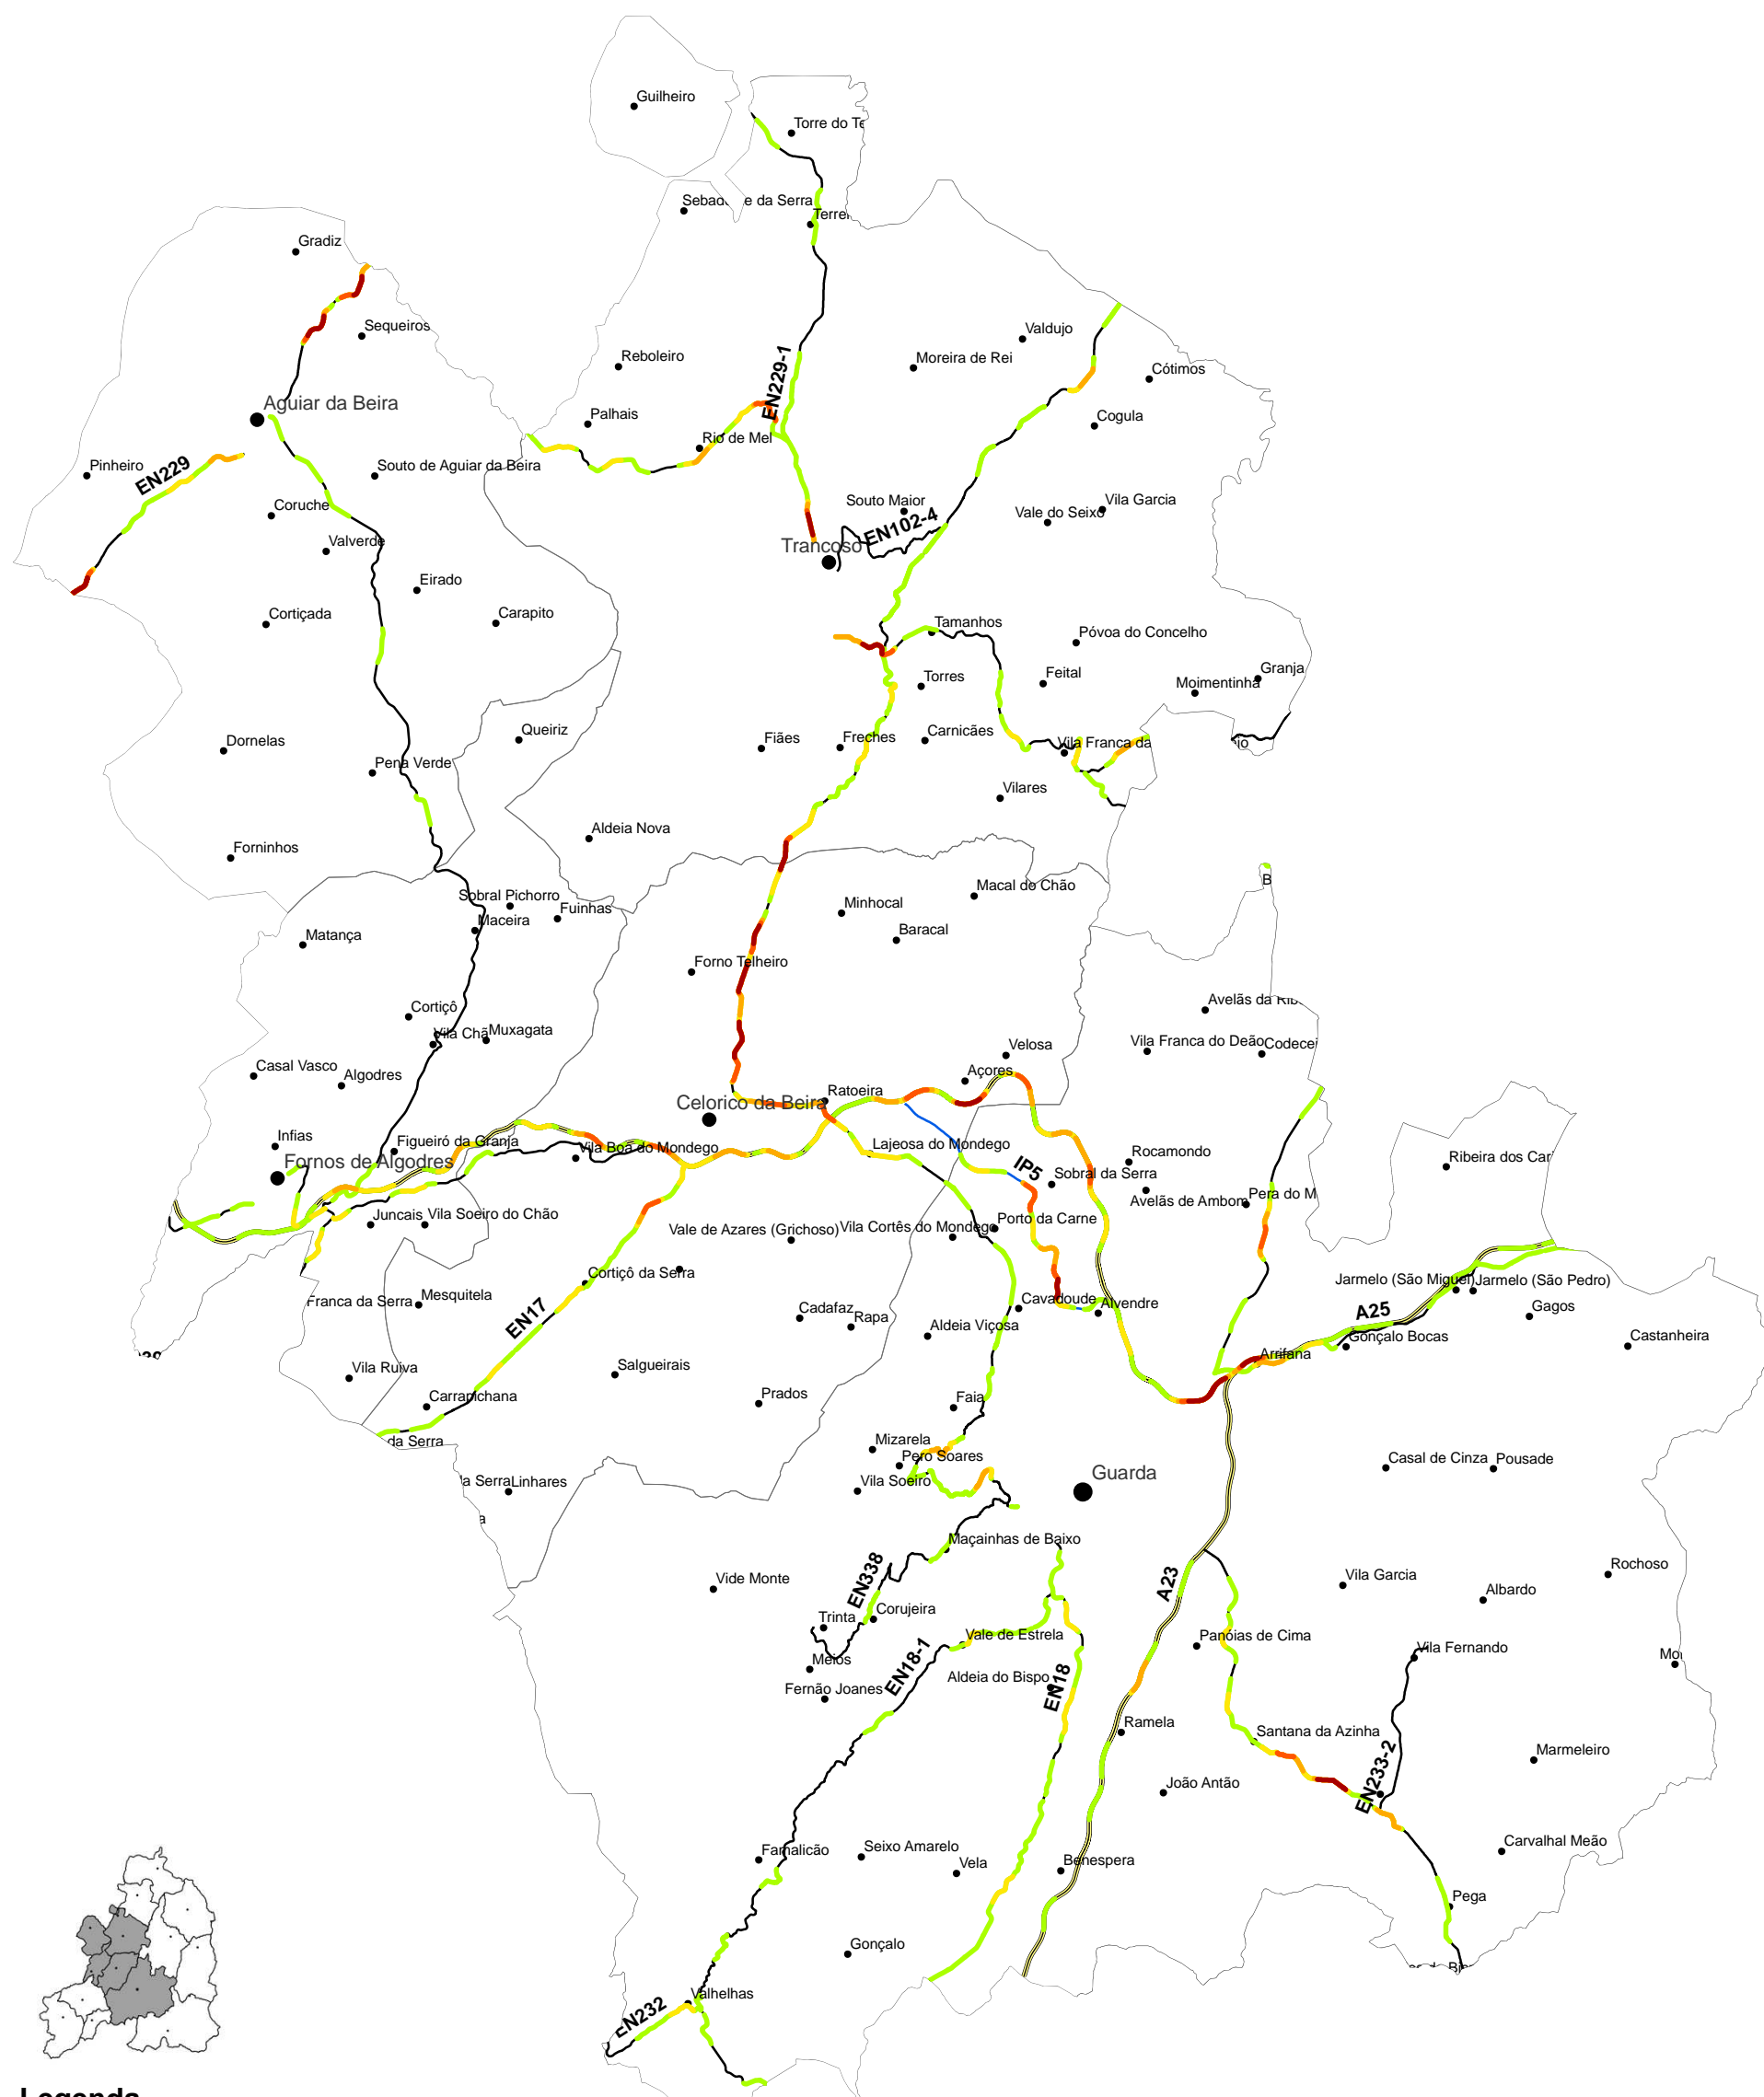 Guilheiro
Torre do Te
Sebad
e da Serra
Terre
Gradiz
Sequeiros
Valdujo
Moreira de Rei
Reboleiro
Cótimos
EN229-1
Aguiar da Beira
Palhais
Cogula
Rio de Mel
Pinheiro
EN229
Souto de Aguiar da Beira
Souto Maior
Vila Garcia
Coruche
Vale do Seixo
EN102-4
Valverde
Trancoso
Eirado
Cortiçada
Carapito
Tamanhos
Póvoa do Concelho
Torres
Feital
Granja
Moimentinha
Dornelas
Queiriz
Fiães
Freches
Carnicães
Vila Franca da
io
Pena Verde
Vilares
Aldeia Nova
Forninhos
B
Macal do Chão
Sobral Pichorro
Fuinhas
Minhocal
Maceira
Matança
Baracal
Forno Telheiro
Avelãs da Rib
Cortiçô
Vila Chã
Muxagata
Velosa
Vila Franca do Deão
Codecei
Casal Vasco
Algodres
Açores
Ratoeira
Celorico da Beira
Infias
Figueiró da Granja
Vila Boa do Mondego
Lajeosa do Mondego
Rocamondo
Ribeira dos Car
Fornos de Algodres
IP5
Sobral da Serra
Avelãs de Ambom
Pera do M
Juncais
Vila Soeiro do Chão
Vale de Azares (Grichoso)
Vila Cortês do Mondego
Porto da Carne
Cortiçô da Serra
Jarmelo (São Miguel)
Jarmelo (São Pedro)
Franca da Serra
Mesquitela
EN17
Cadafaz
Rapa
Cavadoude
Alvendre
A25
Gagos
Aldeia Viçosa
Gonçalo Bocas
Castanheira
Arrifana
Vila Ruiva
Salgueirais
Carrapichana
Prados
Faia
da Serra
Mizarela
Pero Soares
Casal de Cinza
Pousade
Guarda
a Serra
Linhares
Vila Soeiro
a
Maçainhas de Baixo
Vide Monte
EN338
A23
Vila Garcia
Rochoso
Albardo
Trinta
Corujeira
Vale de Estrela
Panóias de Cima
Vila Fernando
Meios
EN18-1
Aldeia do Bispo
EN18
Fernão Joanes
Ramela
Santana da Azinha
Marmeleiro
EN233-2
João Antão
Famalicão
Seixo Amarelo
Vela
Benespera
Carvalhal Meão
Pega
Gonçalo
Valhelhas
EN232
Legenda